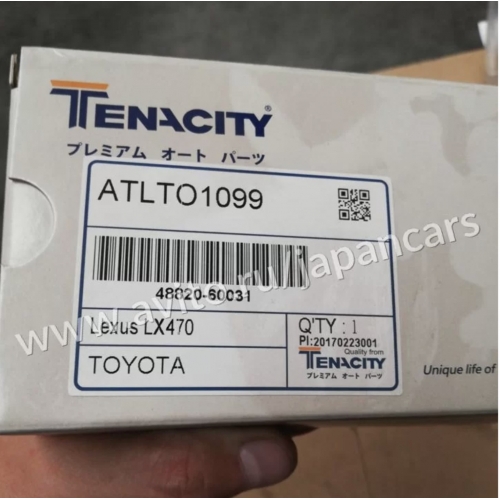 TENACITY®
プレミアム オート パーツ
ATLTO1099
48820-60031
Lexus LX470
Q'TY : 1
PI:20170223001
TOYOTA
Quality from
TENACITY
プレミアム オート パーツ
Unique life of
www.avito.ru/japancars